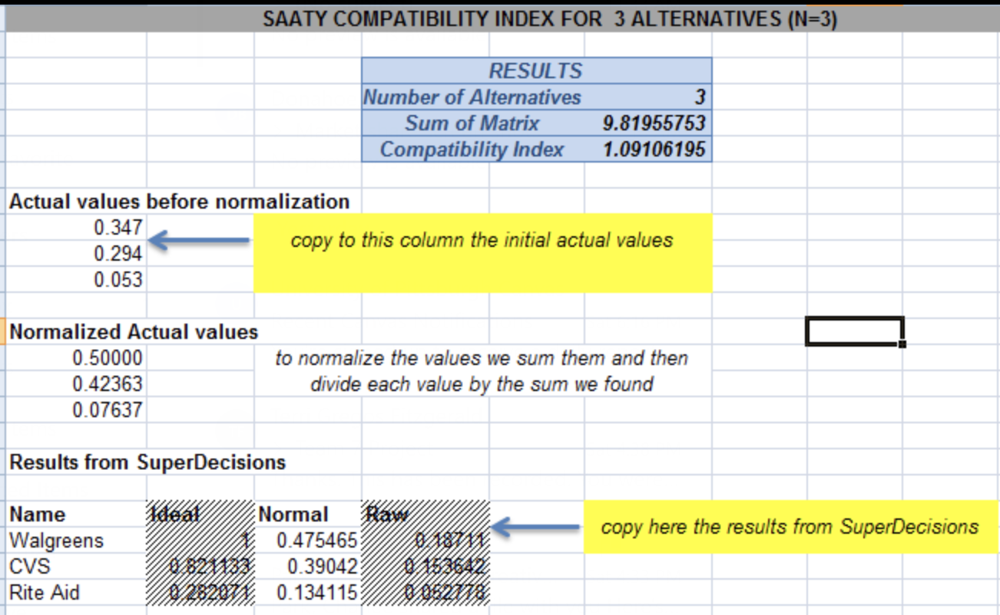 SAATY COMPATIBILITY INDEX FOR 3 ALTERNATIVES (N=3)
RESULTS
Number of Alternatives 3
Sum of Matrix 9.81955753
Compatibility Index 1.09106195
Actual values before normalization
0.347
0.294
0.053
copy to this column the initial actual values
Normalized Actual values
0.50000
0.42363
0.07637
to normalize the values we sum them and then
divide each value by the sum we found
Results from SuperDecisions
Name Ideal Normal Raw
Walgreens 1 0.475465 0.18711
CVS 0.821133 0.39042 0.153642
Rite Aid 0.282071 0.134115 0.052778
copy here the results from SuperDecisions